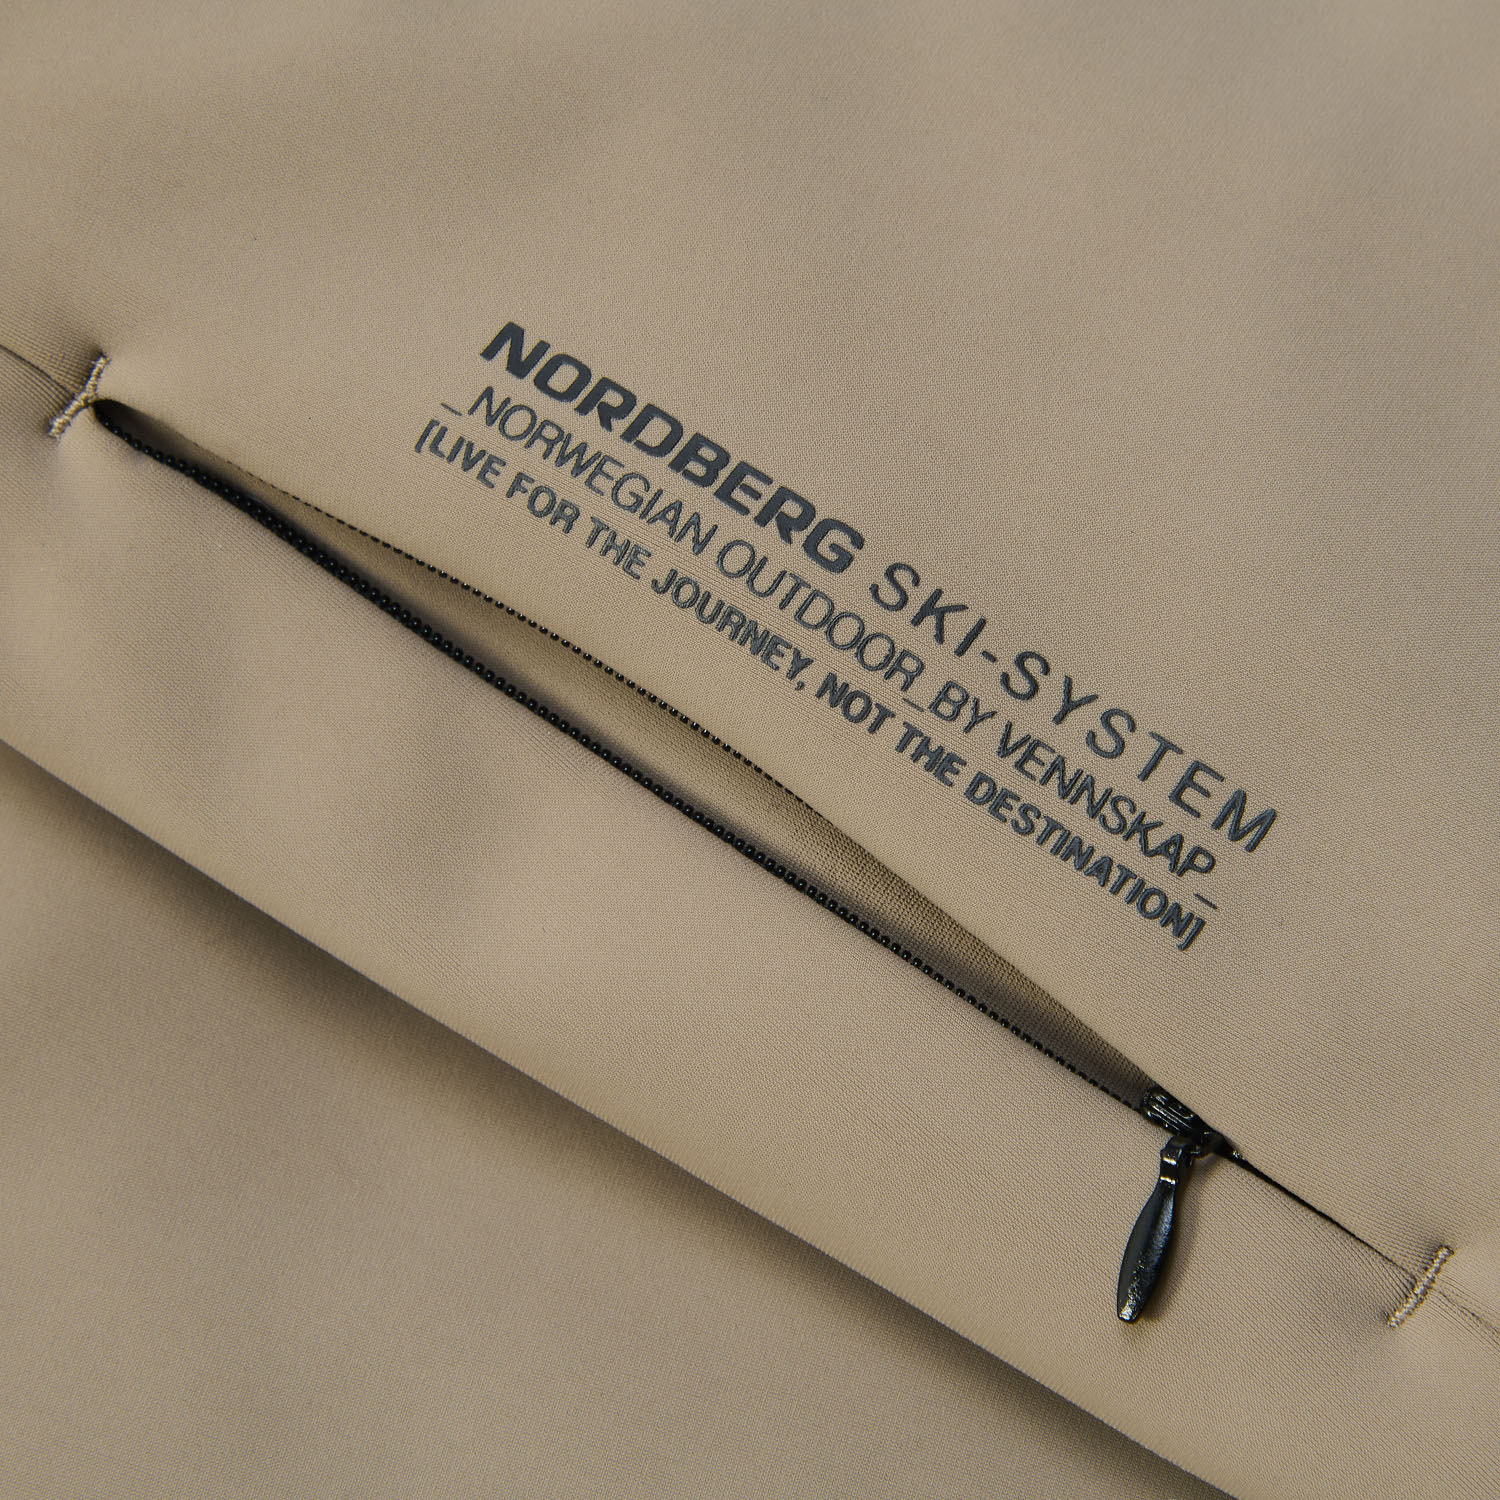 NORDBERG SKI-SYSTEM
_NORWEGIAN OUTDOOR_BY VENNSKAP_
[LIVE FOR THE JOURNEY, NOT THE DESTINATION]